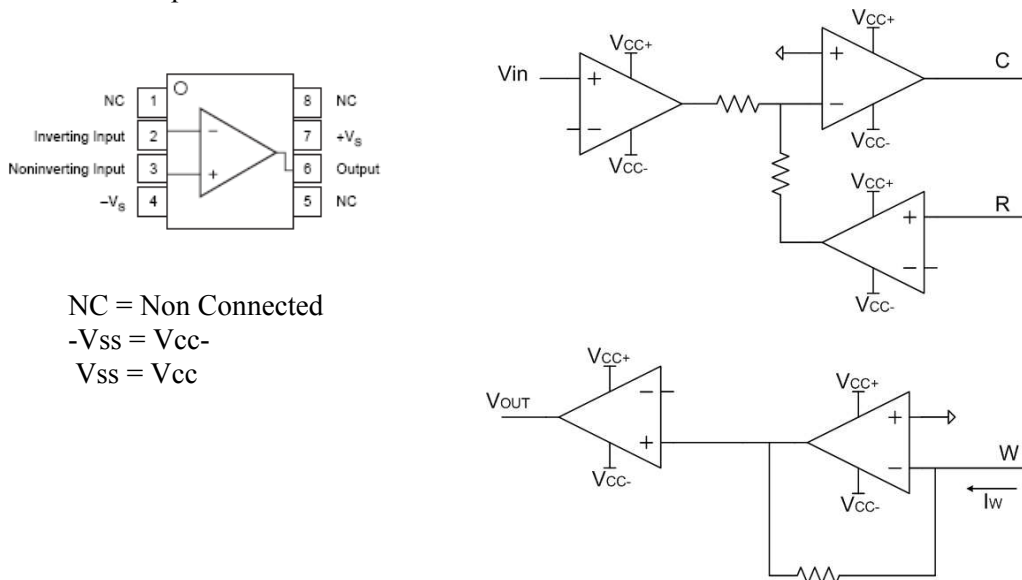 NC 1 8 NC
Inverting Input 2 − 7 +VS
Noninverting Input 3 + 6 Output
−VS 4 5 NC
NC = Non Connected
-Vss = Vcc-
Vss = Vcc
VCC+
Vin + −
VCC-
VCC+
+ − C
VCC-
VCC+
+ R
−
VCC-
VCC+
VOUT −
+
VCC-
VCC+
+
− W
VCC- IW